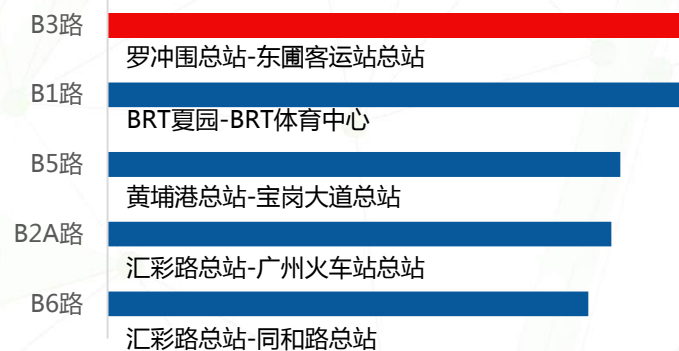 B3路
罗冲围总站-东圃客运站总站
B1路
BRT夏园-BRT体育中心
B5路
黄埔港总站-宝岗大道总站
B2A路
汇彩路总站-广州火车站总站
B6路
汇彩路总站-同和路总站